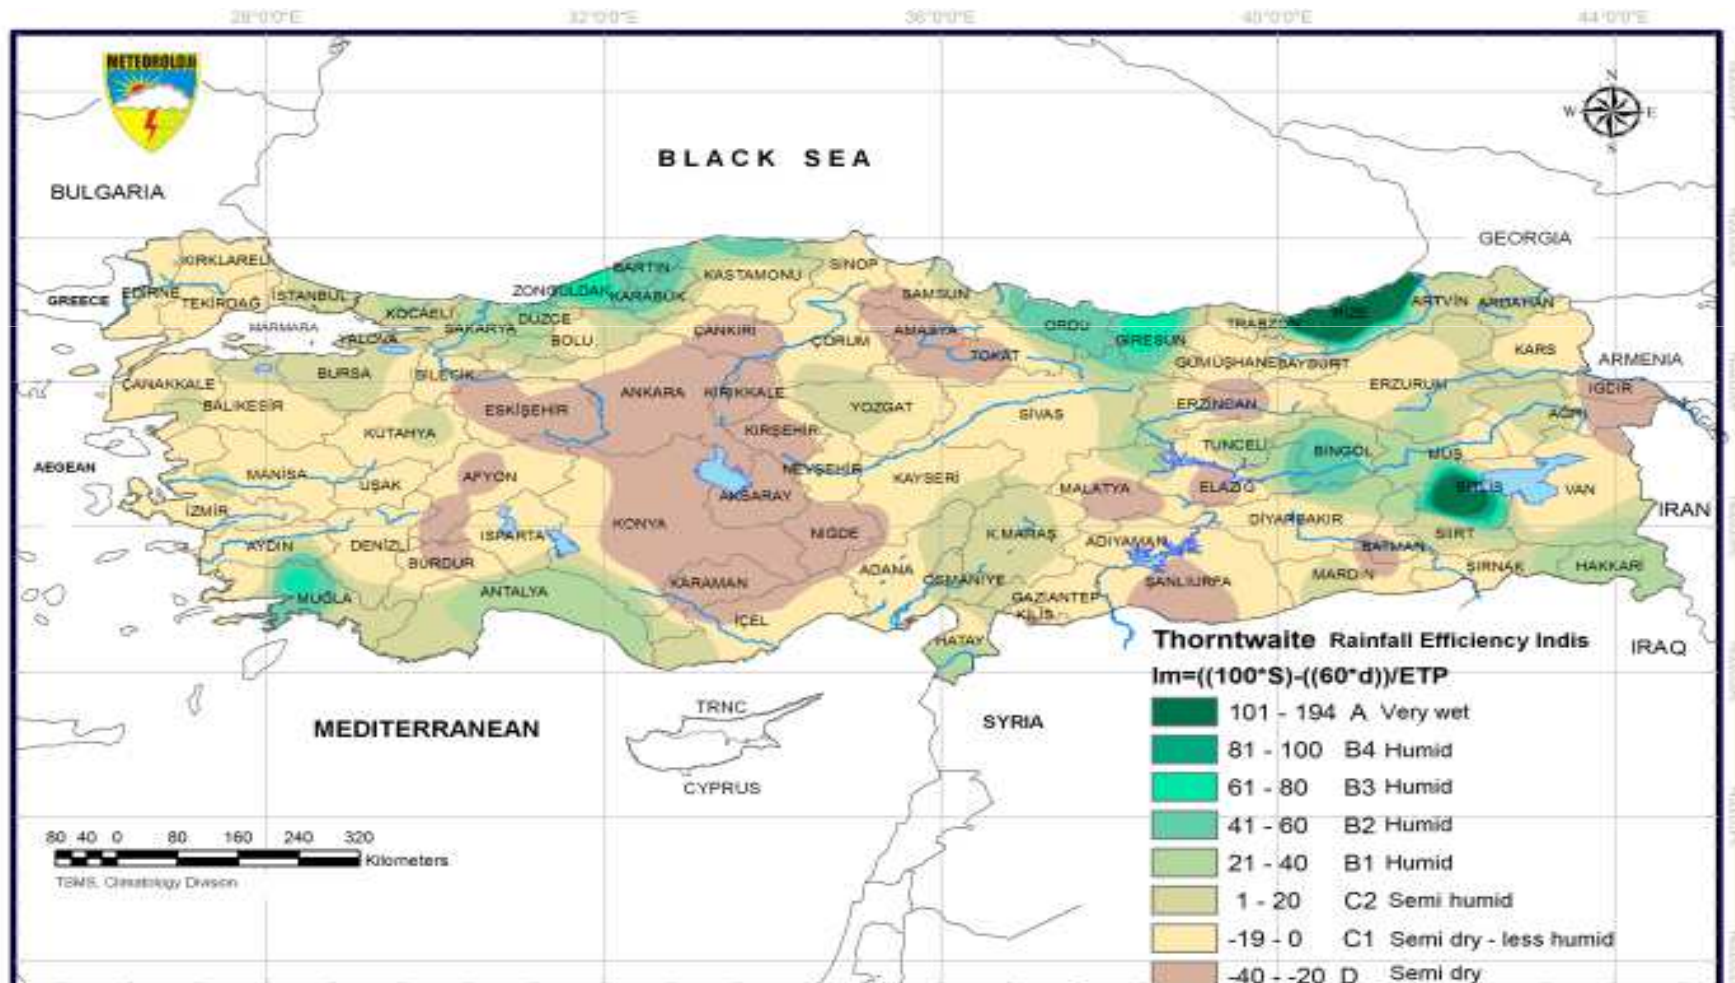 28°0'0"E 32°0'0"E 36°0'0"E 40°0'0"E 44°0'0"E
METEOROLOJI
N
W E
S
BLACK SEA
BULGARIA
GEORGIA
GREECE
ARMENIA
AEGEAN
IRAN
IRAQ
SYRIA
MEDITERRANEAN
TRNC
CYPRUS
MARMARA
KIRKLARELİ
EDİRNE
TEKİRDAĞ
İSTANBUL
KOCAELİ
YALOVA
SAKARYA
DÜZCE
BOLU
ZONGULDAK
BARTIN
KARABÜK
KASTAMONU
SİNOP
SAMSUN
ÇANKIRI
ÇORUM
AMASYA
TOKAT
ORDU
GİRESUN
TRABZON
RİZE
ARTVİN
ARDAHAN
KARS
GÜMÜŞHANE
BAYBURT
ERZURUM
IGDIR
AĞRI
ÇANAKKALE
BALIKESİR
BURSA
BİLECİK
ESKİŞEHİR
ANKARA
KIRIKKALE
YOZGAT
SİVAS
ERZİNCAN
TUNCELİ
BİNGÖL
MUŞ
BİTLİS
VAN
KÜTAHYA
KIRŞEHİR
NEVŞEHİR
KAYSERİ
MANİSA
UŞAK
AFYON
AKSARAY
MALATYA
ELAZIĞ
DİYARBAKIR
İZMİR
AYDIN
DENİZLİ
ISPARTA
BURDUR
KONYA
NİĞDE
K.MARAŞ
ADIYAMAN
BATMAN
SİİRT
ŞIRNAK
HAKKARİ
MUĞLA
ANTALYA
KARAMAN
İÇEL
ADANA
OSMANİYE
GAZİANTEP
KİLİS
ŞANLIURFA
MARDİN
HATAY
Thorntwaite Rainfall Efficiency Indis
Im=((100*S)-((60*d))/ETP
101 - 194 A Very wet
81 - 100 B4 Humid
61 - 80 B3 Humid
41 - 60 B2 Humid
21 - 40 B1 Humid
1 - 20 C2 Semi humid
-19 - 0 C1 Semi dry - less humid
-40 - -20 D Semi dry
80 40 0 80 160 240 320
Kilometers
TSMS, Climatology Division